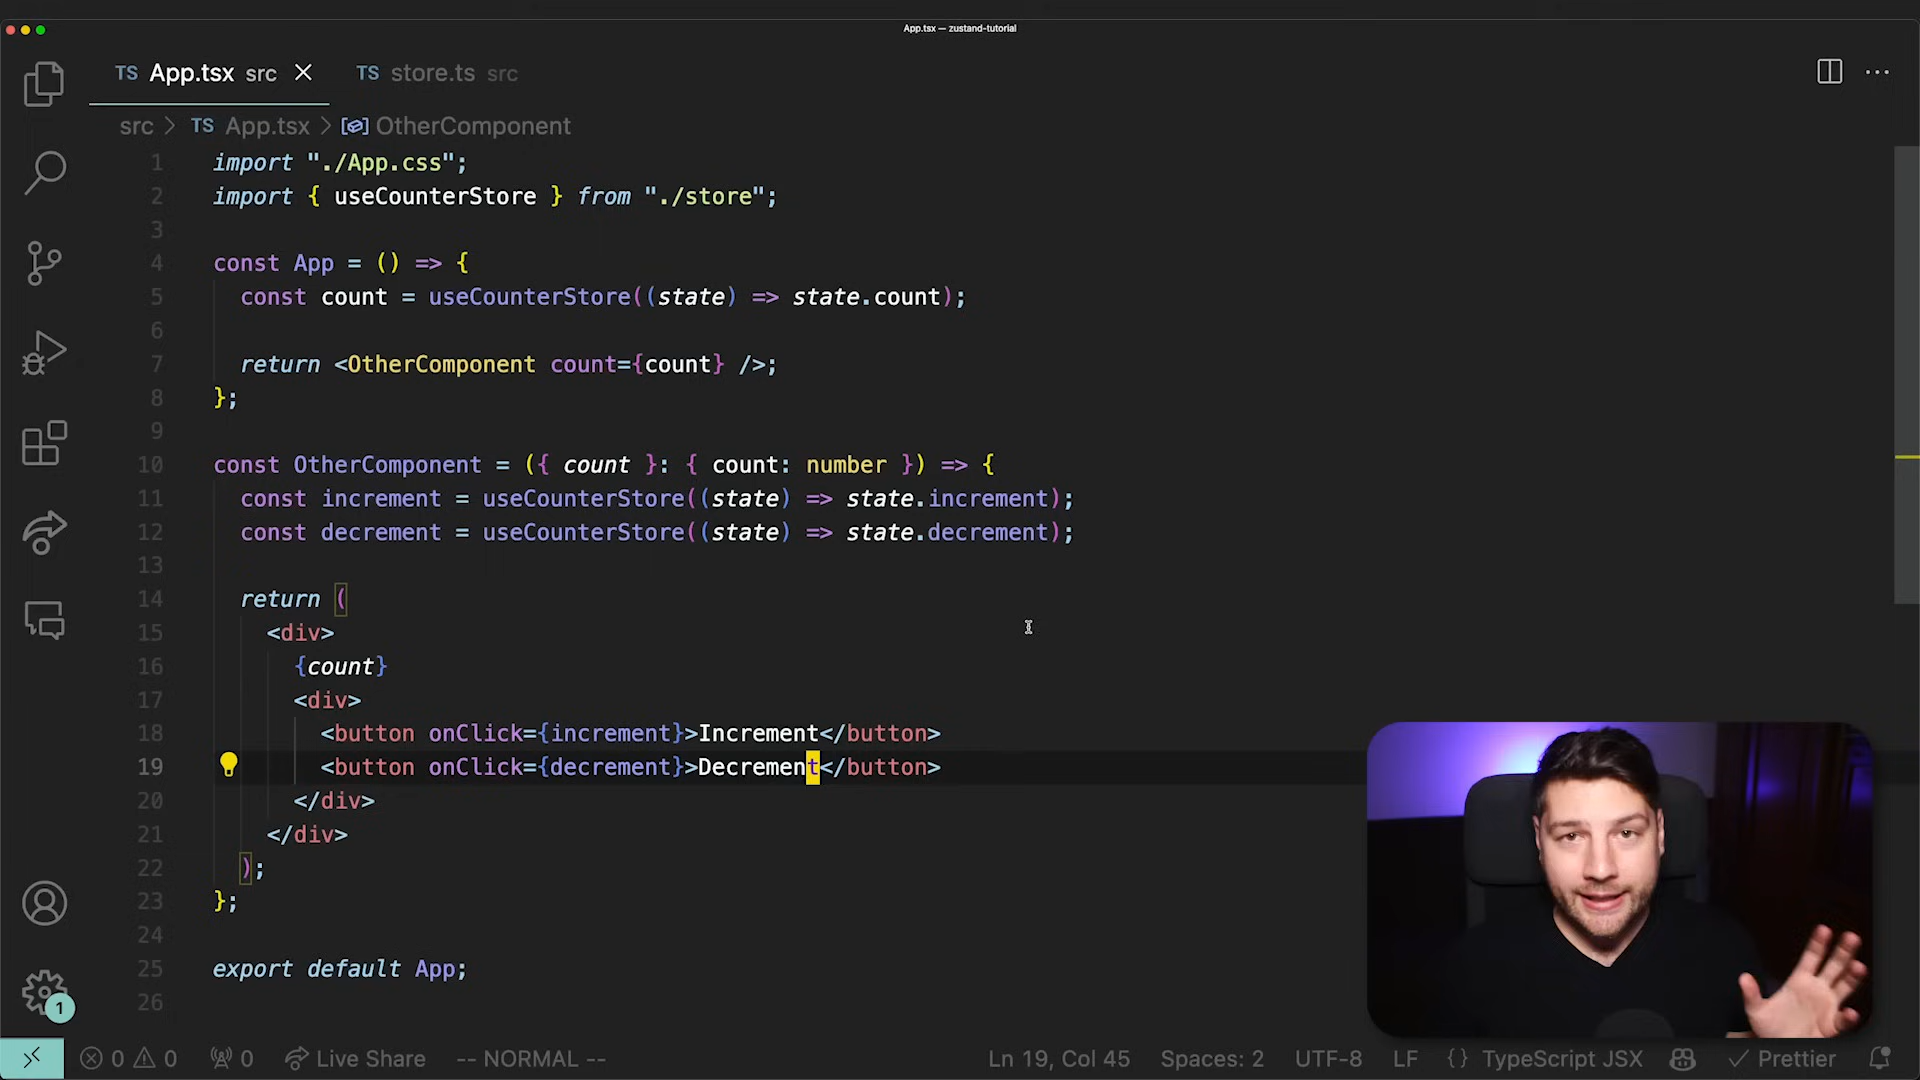 App.tsx — zustand-tutorial
TS App.tsx src
TS store.ts src
src > TS App.tsx > OtherComponent
1 import "./App.css";
2 import { useCounterStore } from "./store";
3
4 const App = () => {
5 const count = useCounterStore((state) => state.count);
6
7 return <OtherComponent count={count} />;
8 };
9
10 const OtherComponent = ({ count }: { count: number }) => {
11 const increment = useCounterStore((state) => state.increment);
12 const decrement = useCounterStore((state) => state.decrement);
13
14 return (
15 <div>
16 {count}
17 <div>
18 <button onClick={increment}>Increment</button>
19 <button onClick={decrement}>Decrement</button>
20 </div>
21 </div>
22 );
23 };
24
25 export default App;
26
1
0 0 0 Live Share -- NORMAL -- Ln 19, Col 45 Spaces: 2 UTF-8 LF {} TypeScript JSX Prettier